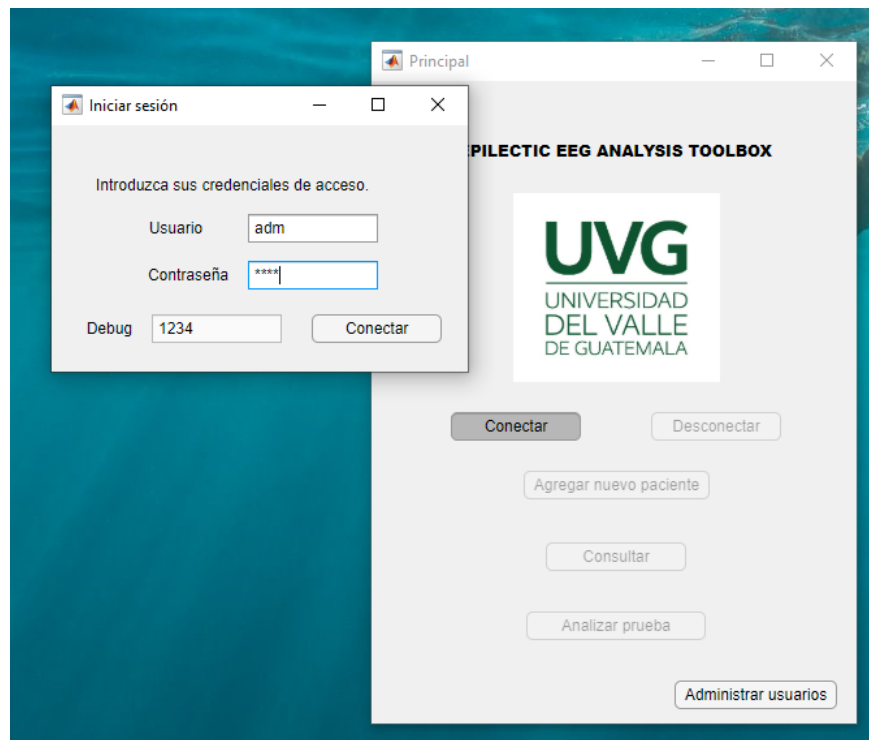 Principal
Iniciar sesión
PILECTIC EEG ANALYSIS TOOLBOX
Introduzca sus credenciales de acceso.
Usuario adm
Contraseña ****
Debug 1234 Conectar
UVG
UNIVERSIDAD
DEL VALLE
DE GUATEMALA
Conectar Desconectar
Agregar nuevo paciente
Consultar
Analizar prueba
Administrar usuarios